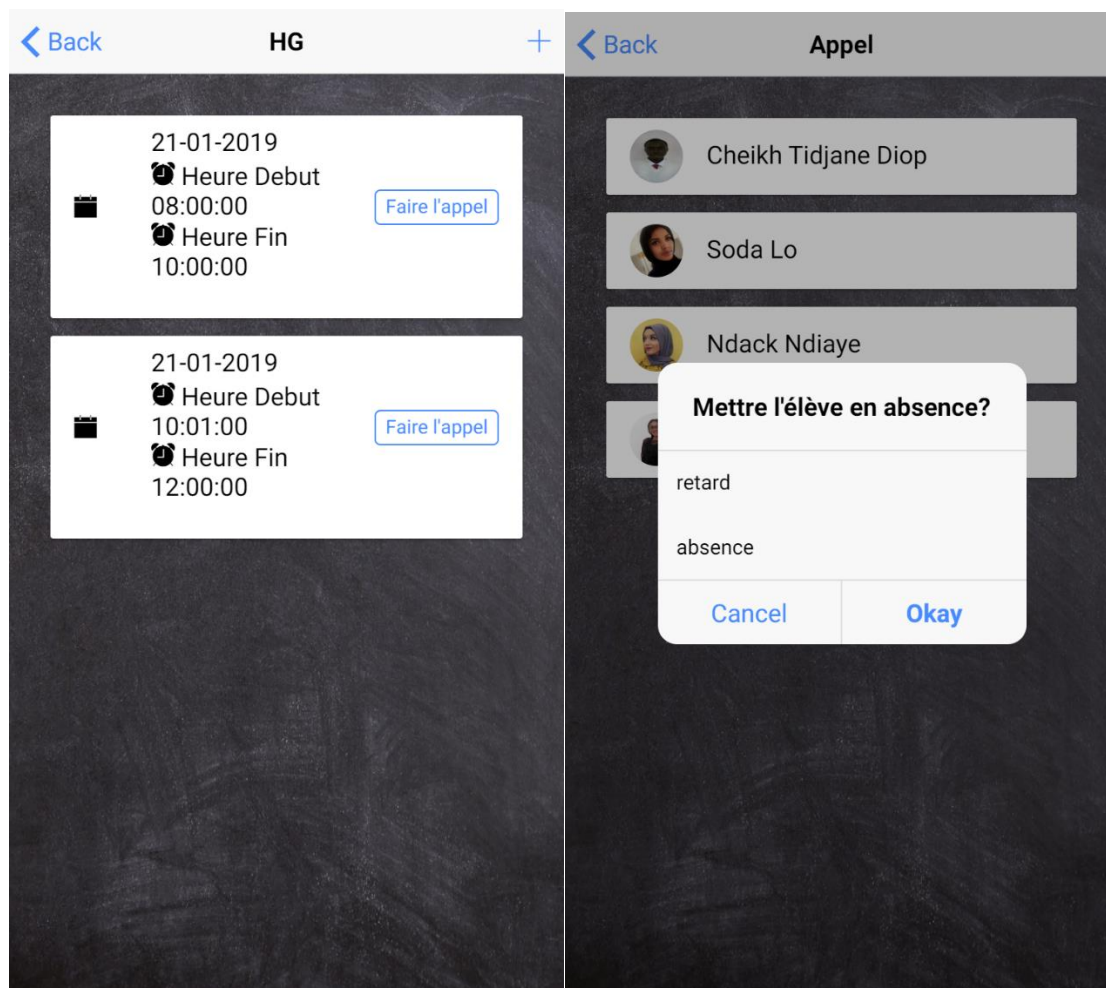 Back
HG
+
21-01-2019
Heure Debut
08:00:00
Heure Fin
10:00:00
Faire l'appel
21-01-2019
Heure Debut
10:01:00
Heure Fin
12:00:00
Faire l'appel
Back
Appel
Cheikh Tidjane Diop
Soda Lo
Ndack Ndiaye
Mettre l'élève en absence?
retard
absence
Cancel
Okay